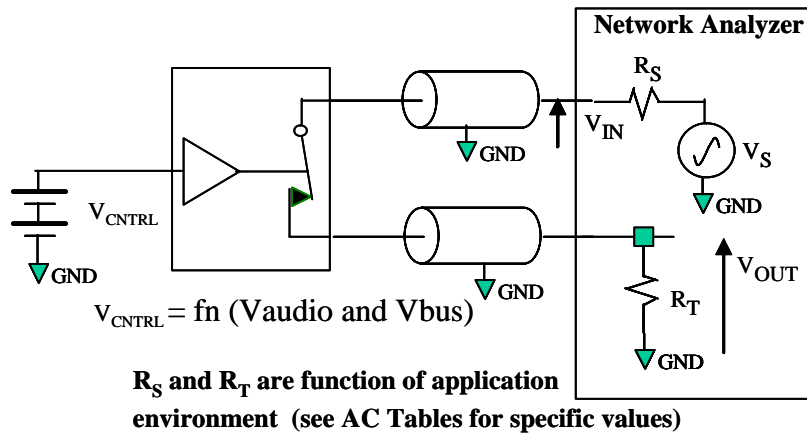 Network Analyzer
R_S
V_IN
GND
V_S
GND
V_CNTRL
GND
GND
V_OUT
R_T
GND
V_CNTRL = fn (Vaudio and Vbus)
R_S and R_T are function of application
environment (see AC Tables for specific values)